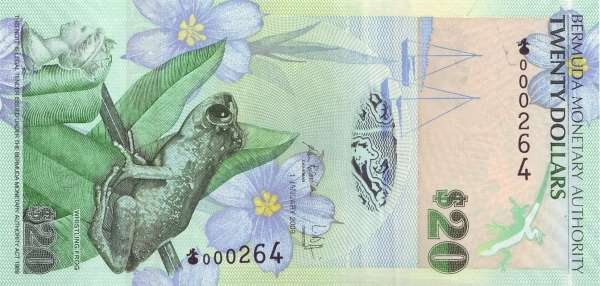 BERMUDA MONETARY AUTHORITY
TWENTY DOLLARS
000264
$20
1 JANUARY 2009
000264
WHISTLING FROG
$20
THIS NOTE IS LEGAL TENDER ISSUED UNDER THE BERMUDA MONETARY AUTHORITY ACT 1969